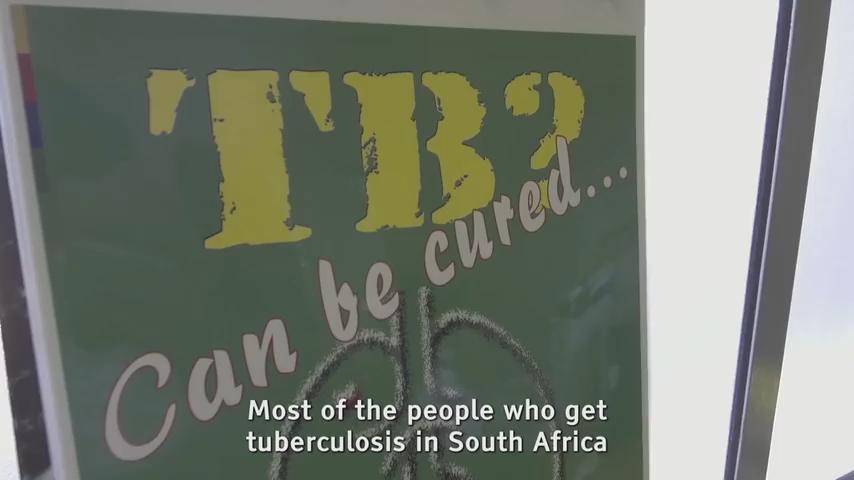 TB?
Can be cured...
Most of the people who get
tuberculosis in South Africa